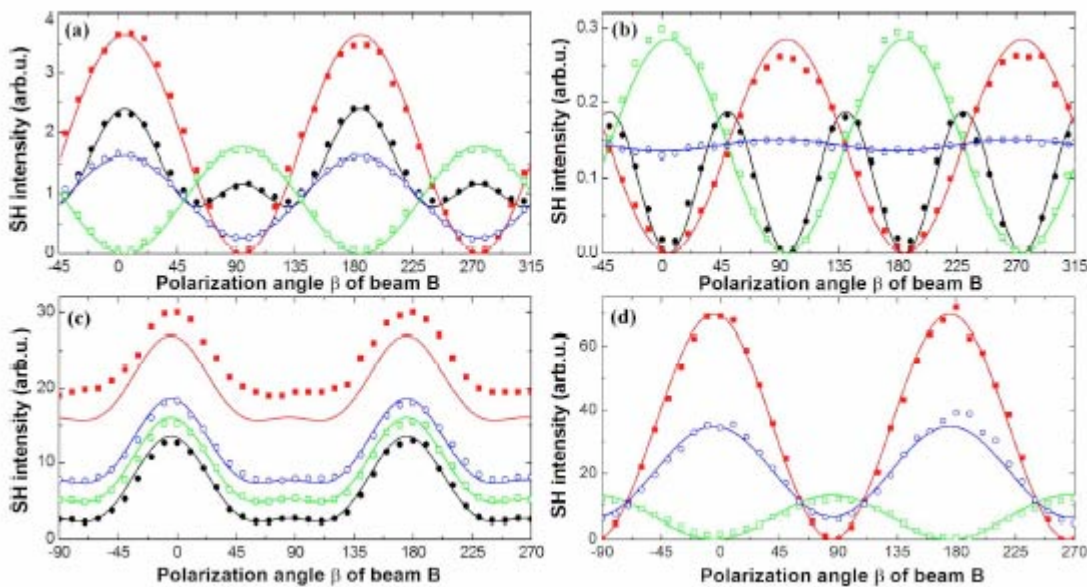 (a)
SH intensity (arb.u.)
4
3
2
1
0
-45 0 45 90 135 180 225 270 315
Polarization angle β of beam B
(b)
SH intensity (arb.u.)
0.3
0.2
0.1
0.0
-45 0 45 90 135 180 225 270 315
Polarization angle β of beam B
(c)
SH intensity (arb.u.)
30
20
10
0
-90 -45 0 45 90 135 180 225 270
Polarization angle β of beam B
(d)
SH intensity (arb.u.)
60
40
20
0
-90 -45 0 45 90 135 180 225 270
Polarization angle β of beam B